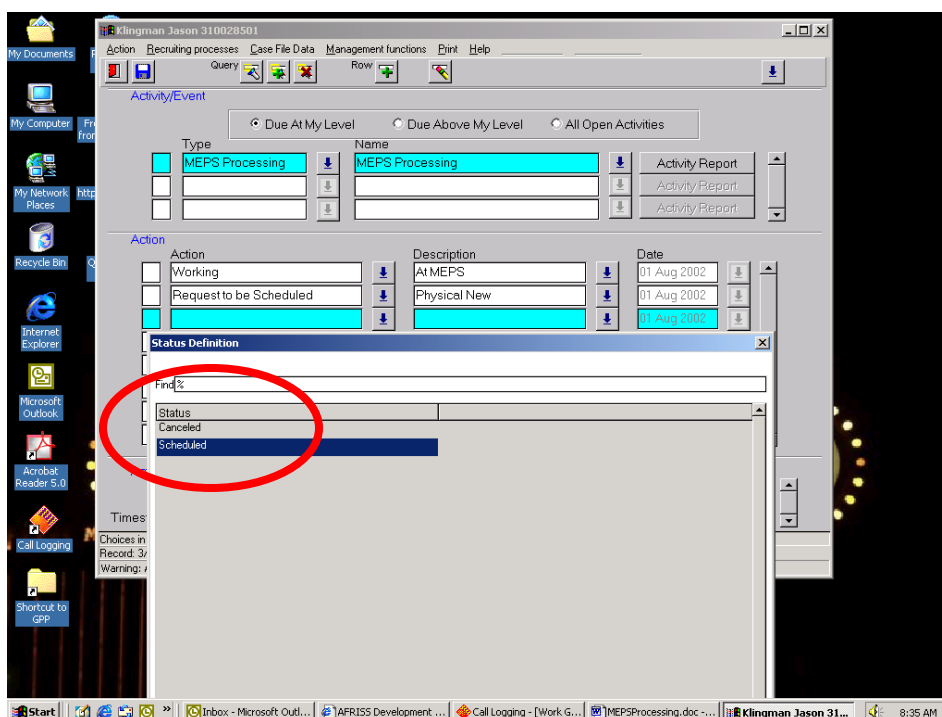 Klingman Jason 310028501
Action Recruiting processes Case File Data Management functions Print Help
Query Row
Activity/Event
Due At My Level Due Above My Level All Open Activities
Type Name
MEPS Processing MEPS Processing Activity Report
Activity Report
Activity Report
Action
Action Description Date
Working At MEPS 01 Aug 2002
Request to be Scheduled Physical New 01 Aug 2002
01 Aug 2002
Status Definition
Find %
Status
Canceled
Scheduled
Times
Choices in
Record: 3/
Warning:
My Documents
My Computer
My Network Places
http
Recycle Bin
Internet Explorer
Microsoft Outlook
Acrobat Reader 5.0
Call Logging
Shortcut to GPP
Start » Inbox - Microsoft Outl... AFRISS Development ... Call Logging - [Work G... MEPSProcessing.doc -... Klingman Jason 31... 8:35 AM